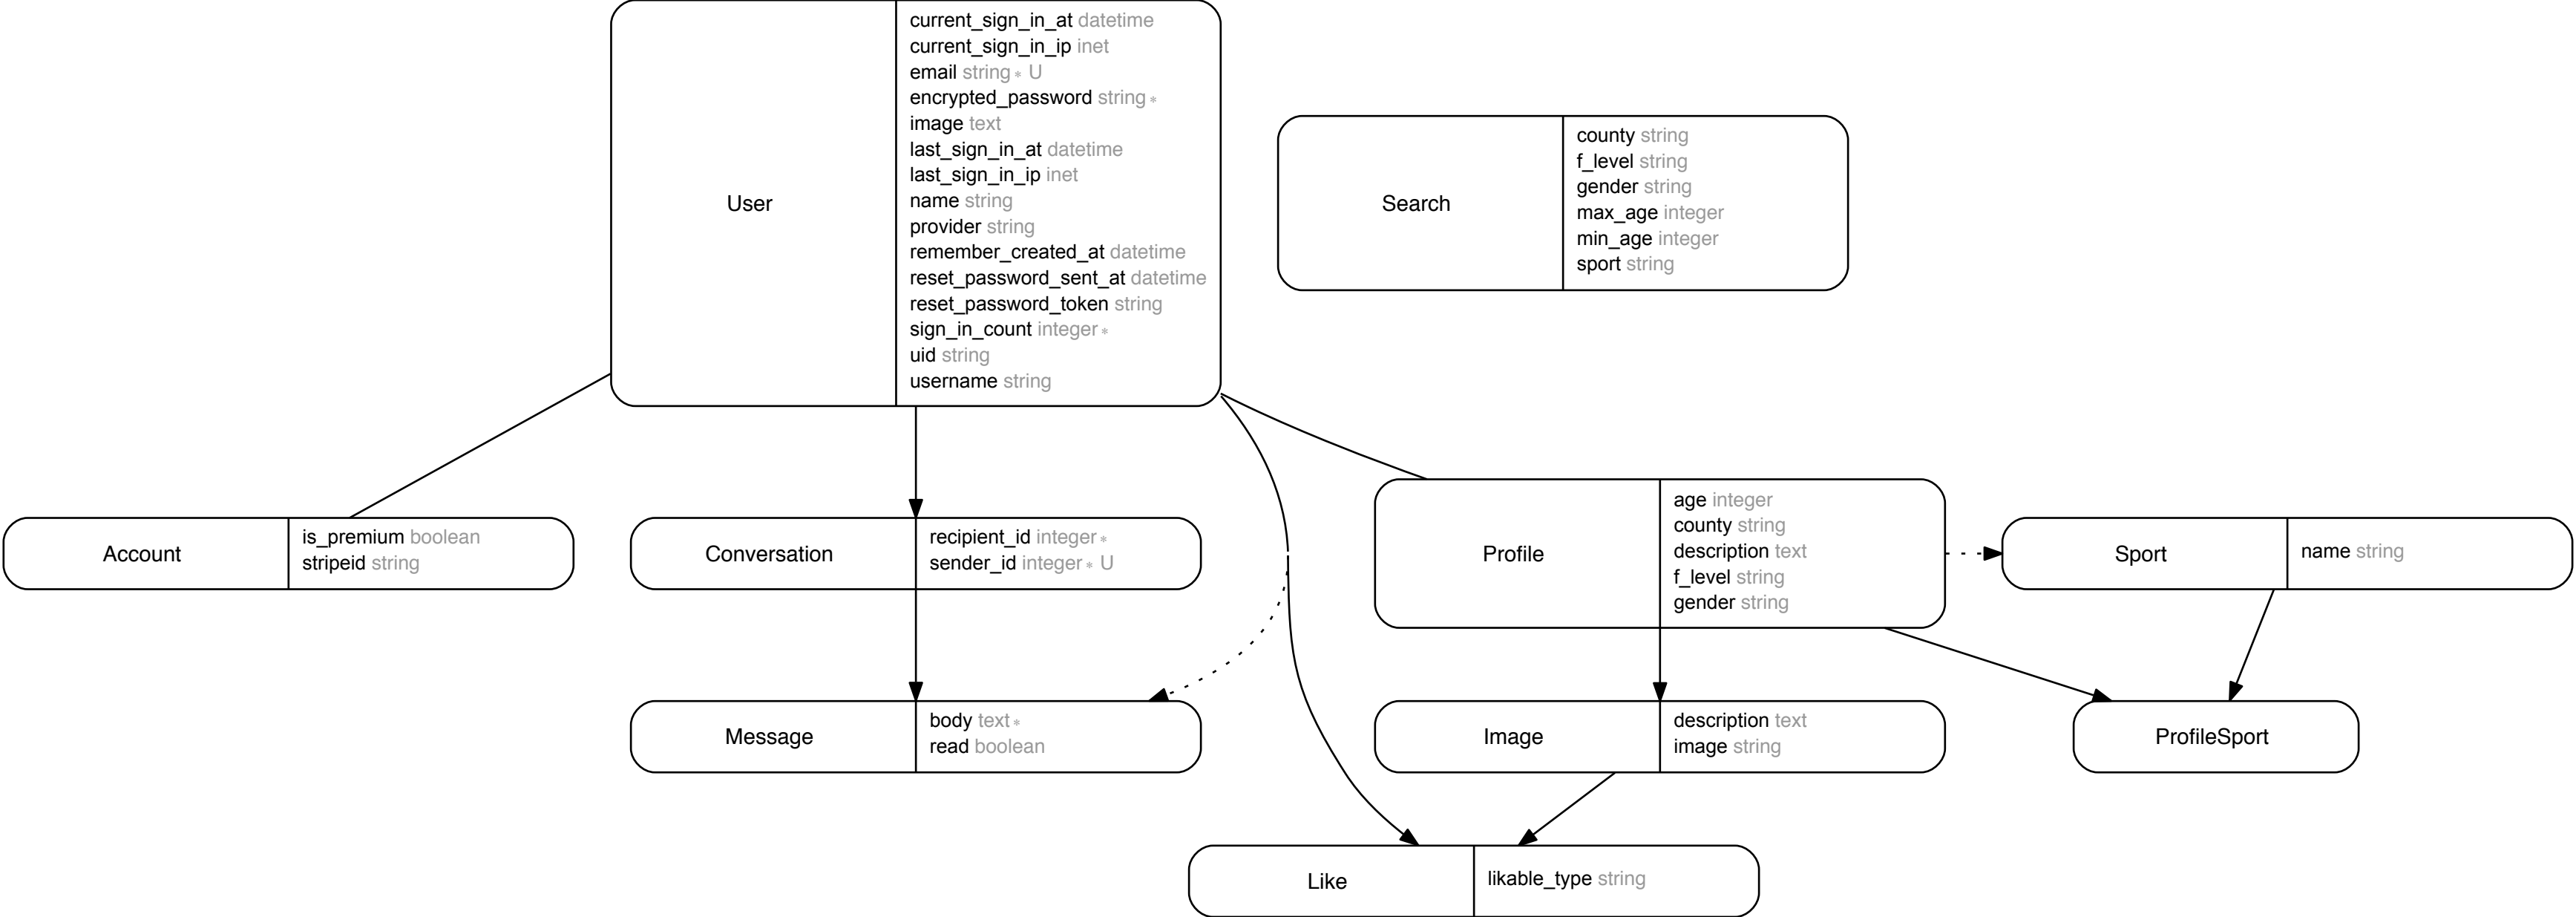 User
current_sign_in_at datetime
current_sign_in_ip inet
email string * U
encrypted_password string *
image text
last_sign_in_at datetime
last_sign_in_ip inet
name string
provider string
remember_created_at datetime
reset_password_sent_at datetime
reset_password_token string
sign_in_count integer *
uid string
username string
Search
county string
f_level string
gender string
max_age integer
min_age integer
sport string
Account
is_premium boolean
stripeid string
Conversation
recipient_id integer *
sender_id integer * U
Profile
age integer
county string
description text
f_level string
gender string
Sport
name string
Message
body text *
read boolean
Image
description text
image string
ProfileSport
Like
likable_type string